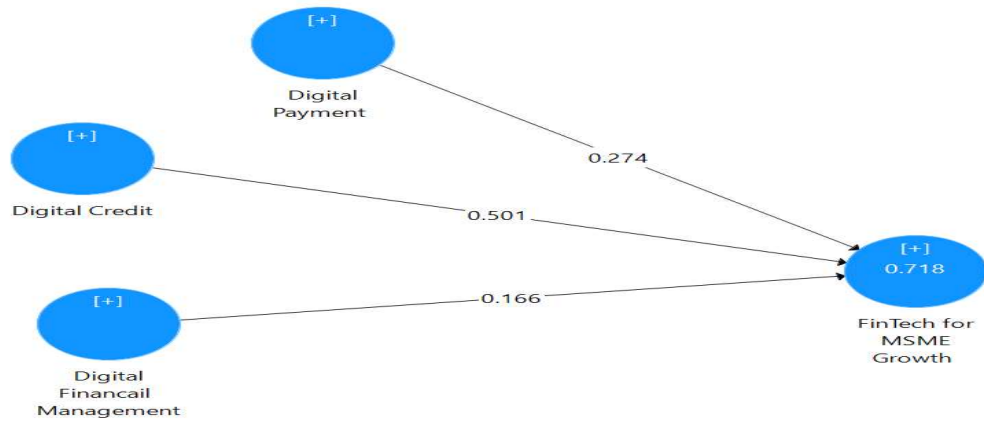 [+]
Digital
Payment
[+]
Digital Credit
0.274
0.501
[+]
0.718
FinTech for
MSME
Growth
[+]
0.166
Digital
Financail
Management